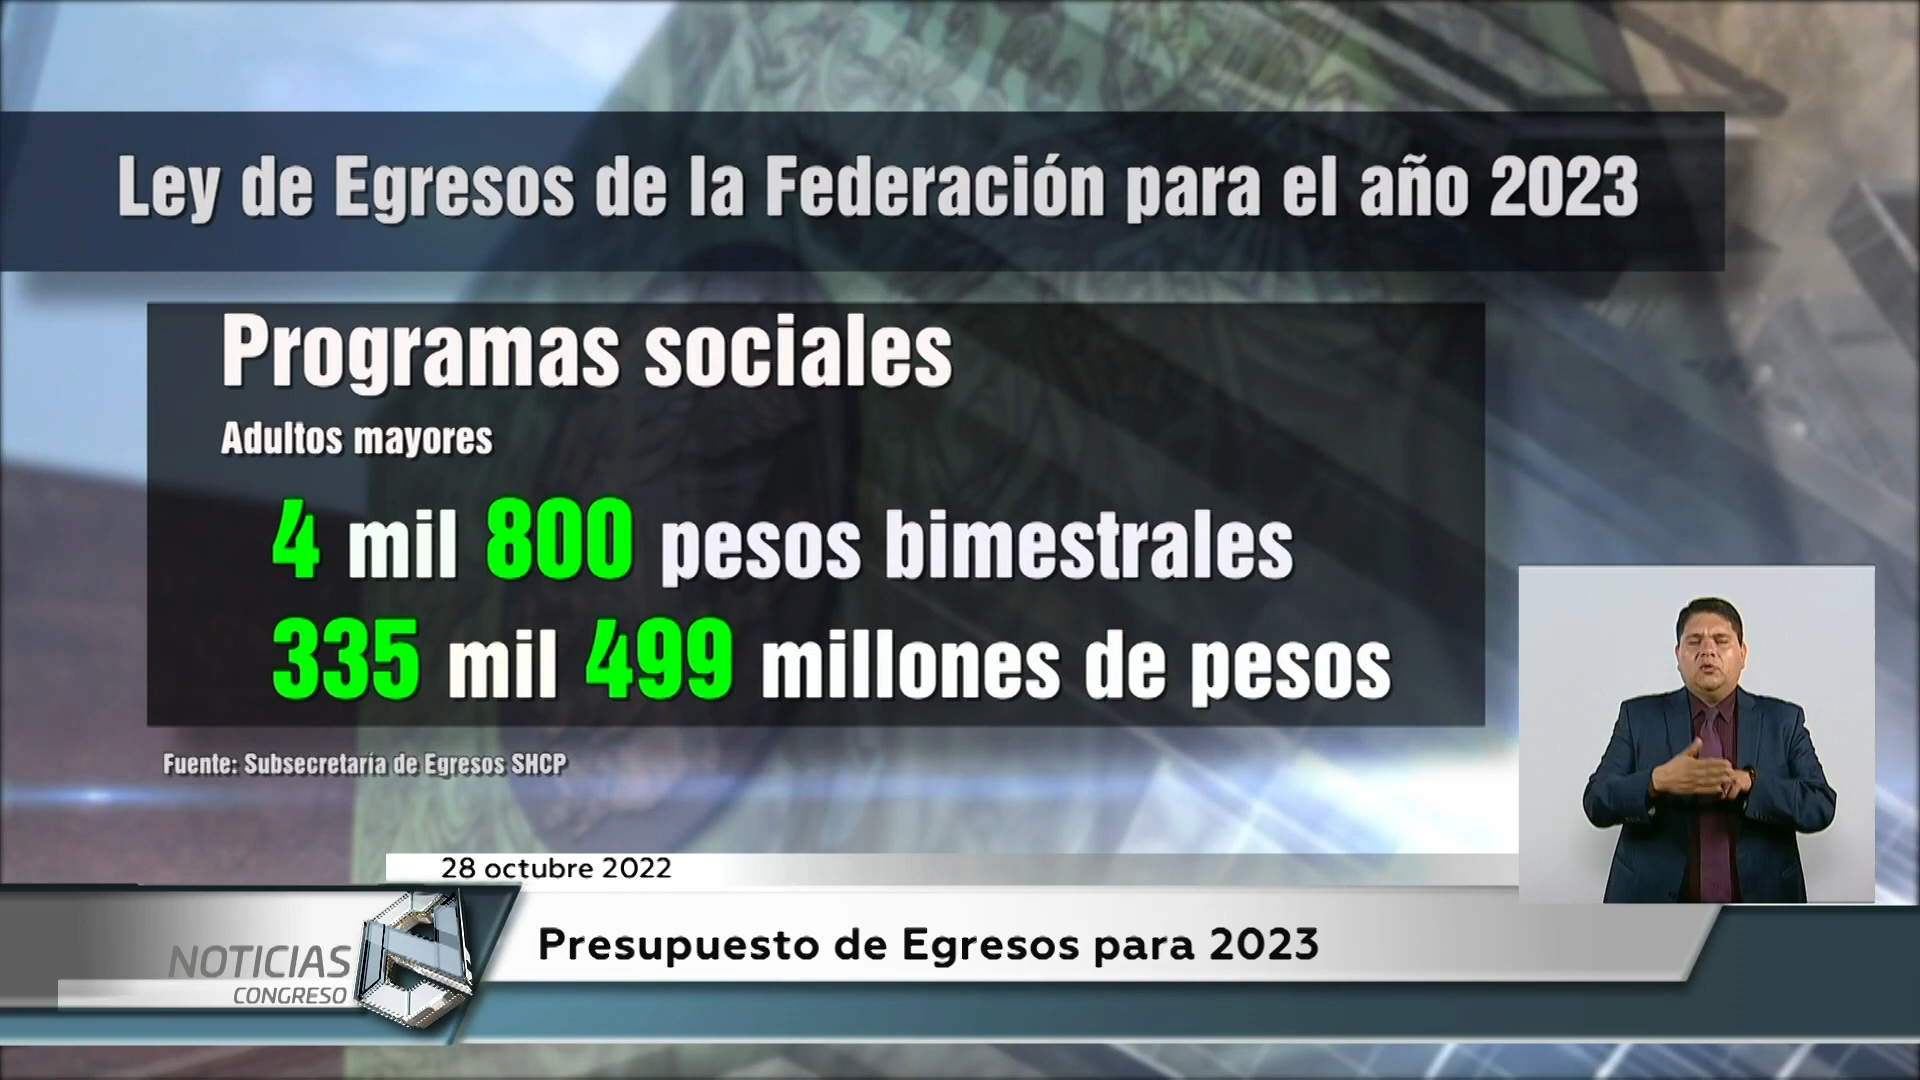 Ley de Egresos de la Federación para el año 2023
Programas sociales
Adultos mayores
4 mil 800 pesos bimestrales
335 mil 499 millones de pesos
Fuente: Subsecretaría de Egresos SHCP
28 octubre 2022
NOTICIAS
CONGRESO
Presupuesto de Egresos para 2023